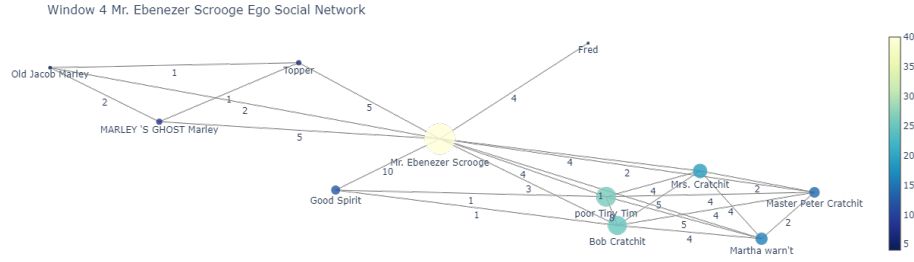 Window 4 Mr. Ebenezer Scrooge Ego Social Network
40
Fred
35
Old Jacob Marley
1
Topper
30
2
1
2
5
4
MARLEY 'S GHOST Marley
5
25
Mr. Ebenezer Scrooge
10
4
4
2
20
Mrs. Cratchit
Good Spirit
1
3
1
4
2
Master Peter Cratchit
15
1
poor Tiny Tim
5
4
4
4
5
2
10
Bob Cratchit
4
Martha warn't
5